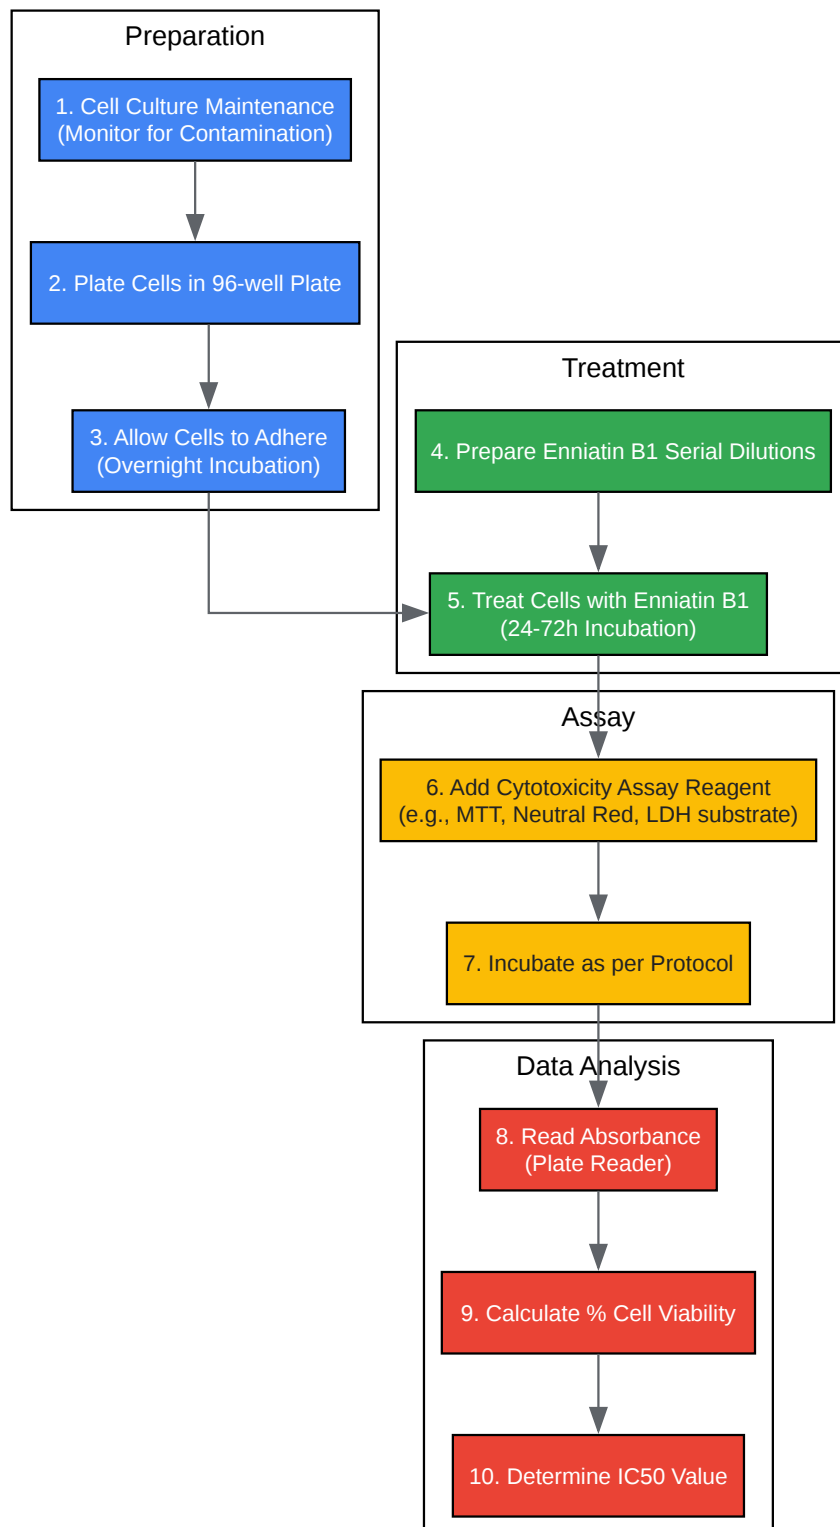 Preparation
1. Cell Culture Maintenance
(Monitor for Contamination)
2. Plate Cells in 96-well Plate
3. Allow Cells to Adhere
(Overnight Incubation)
Treatment
4. Prepare Enniatin B1 Serial Dilutions
5. Treat Cells with Enniatin B1
(24-72h Incubation)
Assay
6. Add Cytotoxicity Assay Reagent
(e.g., MTT, Neutral Red, LDH substrate)
7. Incubate as per Protocol
Data Analysis
8. Read Absorbance
(Plate Reader)
9. Calculate % Cell Viability
10. Determine IC50 Value